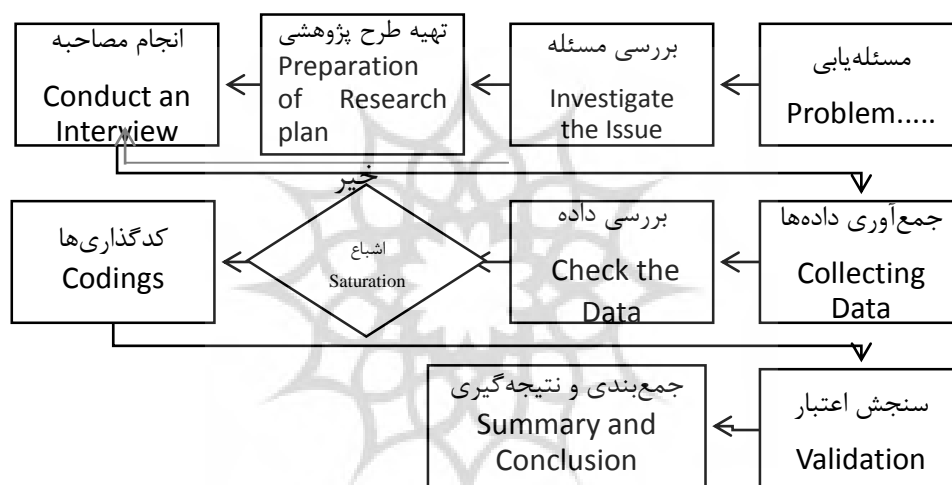 مسئله‌یابی
Problem.....
بررسی مسئله
Investigate
the Issue
تهیه طرح پژوهشی
Preparation
of Research
plan
انجام مصاحبه
Conduct an
Interview
خیر
جمع‌آوری داده‌ها
Collecting
Data
بررسی داده
Check the
Data
اشباع
Saturation
کدگذاری‌ها
Codings
سنجش اعتبار
Validation
جمع‌بندی و نتیجه‌گیری
Summary and
Conclusion